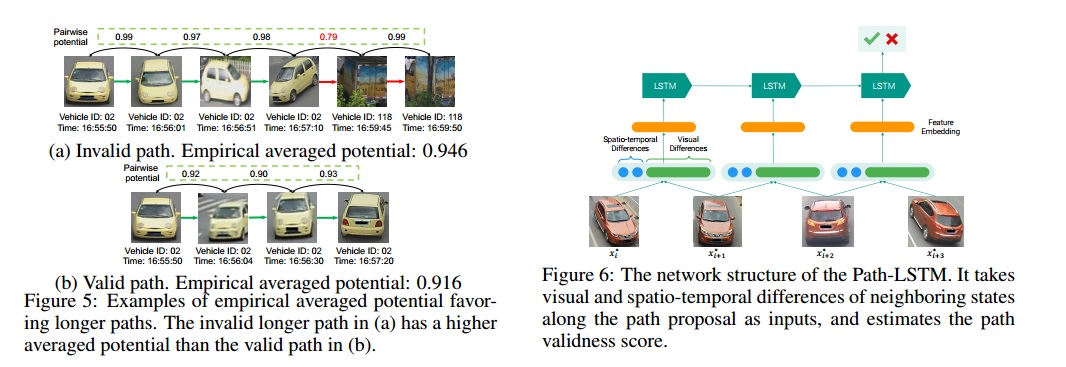 Pairwise potential
0.99 0.97 0.98 0.79 0.99
Vehicle ID: 02 Vehicle ID: 02 Vehicle ID: 02 Vehicle ID: 02 Vehicle ID: 118 Vehicle ID: 118
Time: 16:55:50 Time: 16:56:01 Time: 16:56:51 Time: 16:57:10 Time: 16:59:45 Time: 16:59:50
(a) Invalid path. Empirical averaged potential: 0.946
Pairwise potential
0.92 0.90 0.93
Vehicle ID: 02 Vehicle ID: 02 Vehicle ID: 02 Vehicle ID: 02
16:55:50 Time: 16:56:04 Time: 16:56:30 Time: 16:57:20
(b) Valid path. Empirical averaged potential: 0.916
Figure 5: Examples of empirical averaged potential favor-
ing longer paths. The invalid longer path in (a) has a higher
averaged potential than the valid path in (b).
LSTM LSTM LSTM
Feature
Embedding
Spatio-temporal
Differences
Visual
Differences
x*i x*i+1 x*i+2 x*i+3
Figure 6: The network structure of the Path-LSTM. It takes
visual and spatio-temporal differences of neighboring states
along the path proposal as inputs, and estimates the path
validness score.